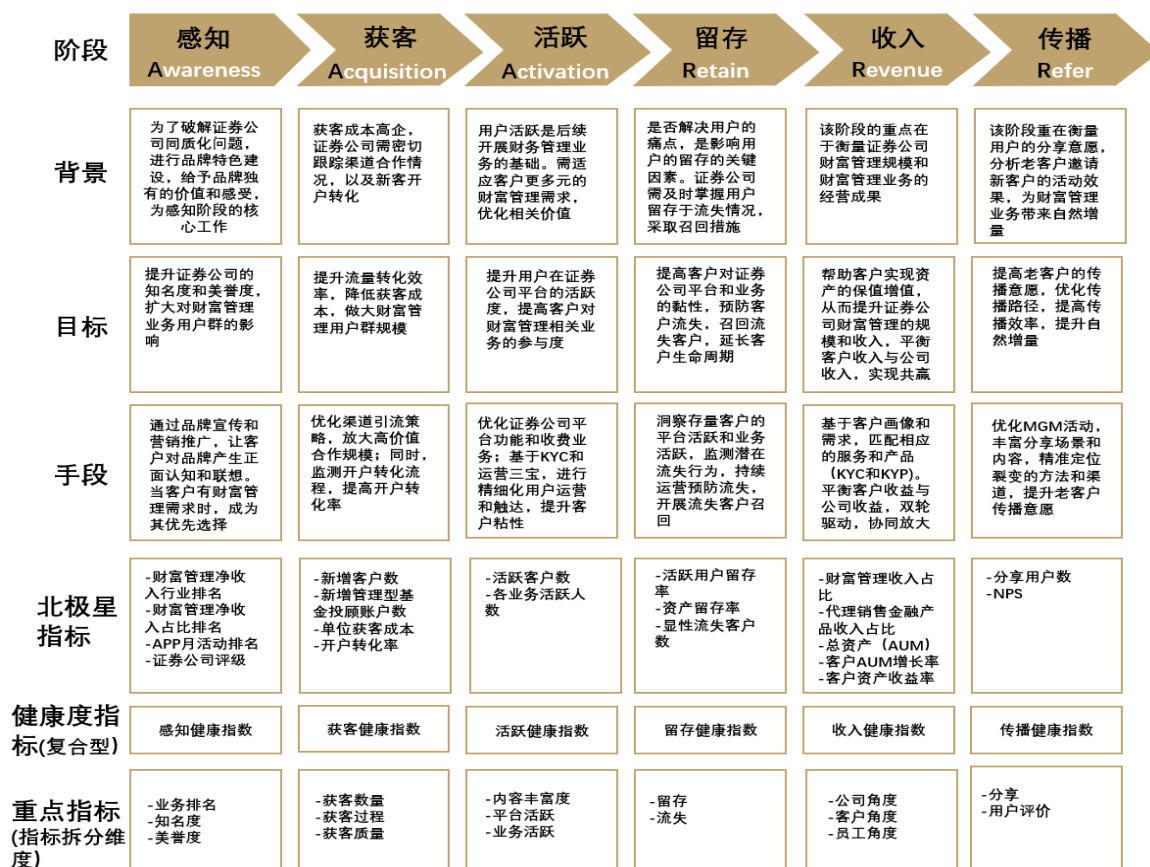 阶段
感知
Awareness
获客
Acquisition
活跃
Activation
留存
Retain
收入
Revenue
传播
Refer
背景
为了破解证券公
司同质化问题，
进行品牌特色建
设，给予品牌独
有的价值和感受，
为感知阶段的核
心工作
获客成本高企，
证券公司需密切
跟踪渠道合作情
况，以及新客开
户转化
用户活跃是后续
开展财务管理业
务的基础。需适
应客户更多元的
财富管理需求，
优化相关价值
是否解决用户的
痛点，是影响用
户的留存的关键
因素。证券公司
需及时掌握用户
留存于流失情况，
采取召回措施
该阶段的重点在
于衡量证券公司
财富管理规模和
财富管理业务的
经营成果
该阶段重在衡量
用户的分享意愿，
分析老客户邀请
新客户的活动效
果，为财富管理
业务带来自然增
量
目标
提升证券公司的
知名度和美誉度，
扩大对财富管理
业务用户群的影
响
提升流量转化效
率，降低获客成
本，做大财富管
理用户群规模
提升用户在证券
公司平台的活跃
度，提高客户对
财富管理相关业
务的参与度
提高客户对证券
公司平台和业务
的黏性，预防客
户流失，召回流
失客户，延长客
户生命周期
帮助客户实现资
产的保值增值，
从而提升证券公
司财富管理的规
模和收入，平衡
客户收入与公司
收入，实现共赢
提高老客户的传
播意愿，优化传
播路径，提高传
播效率，提升自
然增量
手段
通过品牌宣传和
营销推广，让客
户对品牌产生正
面认知和联想。
当客户有财富管
理需求时，成为
其优先选择
优化渠道引流策
略，放大高价值
合作规模；同时，
监测开户转化流
程，提高开户转
化率
优化证券公司平
台功能和收费业
务；基于KYC和
运营三宝，进行
精细化用户运营
和触达，提升客
户粘性
洞察存量客户的
平台活跃和业务
活跃，监测潜在
流失行为，持续
运营预防流失，
开展流失客户召
回
基于客户画像和
需求，匹配相应
的服务和产品
（KYC和KYP)。
平衡客户收益与
公司收益，双轮
驱动，协同放大
优化MGM活动，
丰富分享场景和
内容，精准定位
裂变的方法和渠
道，提升老客户
传播意愿
北极星
指标
-财富管理净收
入行业排名
-财富管理净收
入占比排名
-APP月活动排名
-证券公司评级
-新增客户数
-新增管理型基
金投顾账户数
-单位获客成本
-开户转化率
-活跃客户数
-各业务活跃人
数
-活跃用户留存
率
-资产留存率
-显性流失客户
数
-财富管理收入占
比
-代理销售金融产
品收入占比
-总资产（AUM）
-客户AUM增长率
-客户资产收益率
-分享用户数
-NPS
健康度指
标(复合型）
感知健康指数
获客健康指数
活跃健康指数
留存健康指数
收入健康指数
传播健康指数
重点指标
(指标拆分维
度）
-业务排名
-知名度
-美誉度
-获客数量
-获客过程
-获客质量
-内容丰富度
-平台活跃
-业务活跃
-留存
-流失
-公司角度
-客户角度
-员工角度
-分享
-用户评价